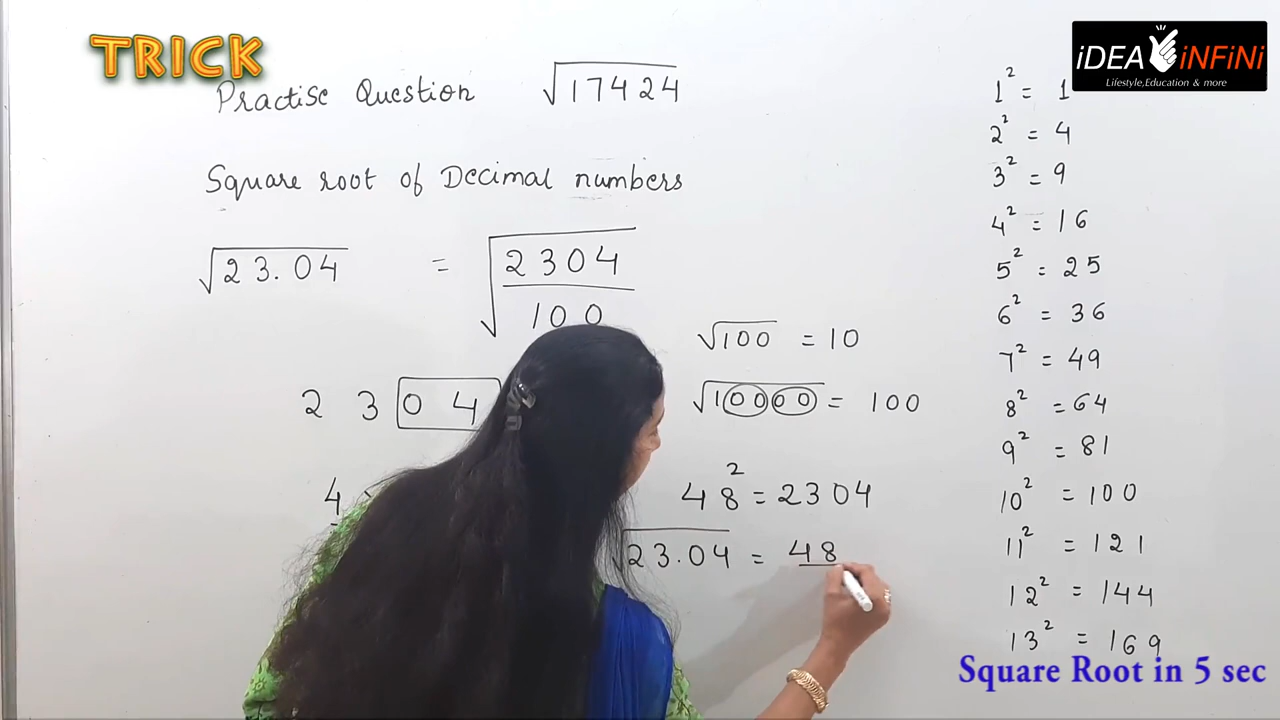 TRICK
iDEA iNFiNi
Lifestyle,Education & more
Practise Question √17424
Square root of Decimal numbers
√23.04 = √2304/100
√100 = 10
2 3 0 4
√10000 = 100
4
48² = 2304
√23.04 = 48
1² = 1
2² = 4
3² = 9
4² = 16
5² = 25
6² = 36
7² = 49
8² = 64
9² = 81
10² = 100
11² = 121
12² = 144
13² = 169
Square Root in 5 sec